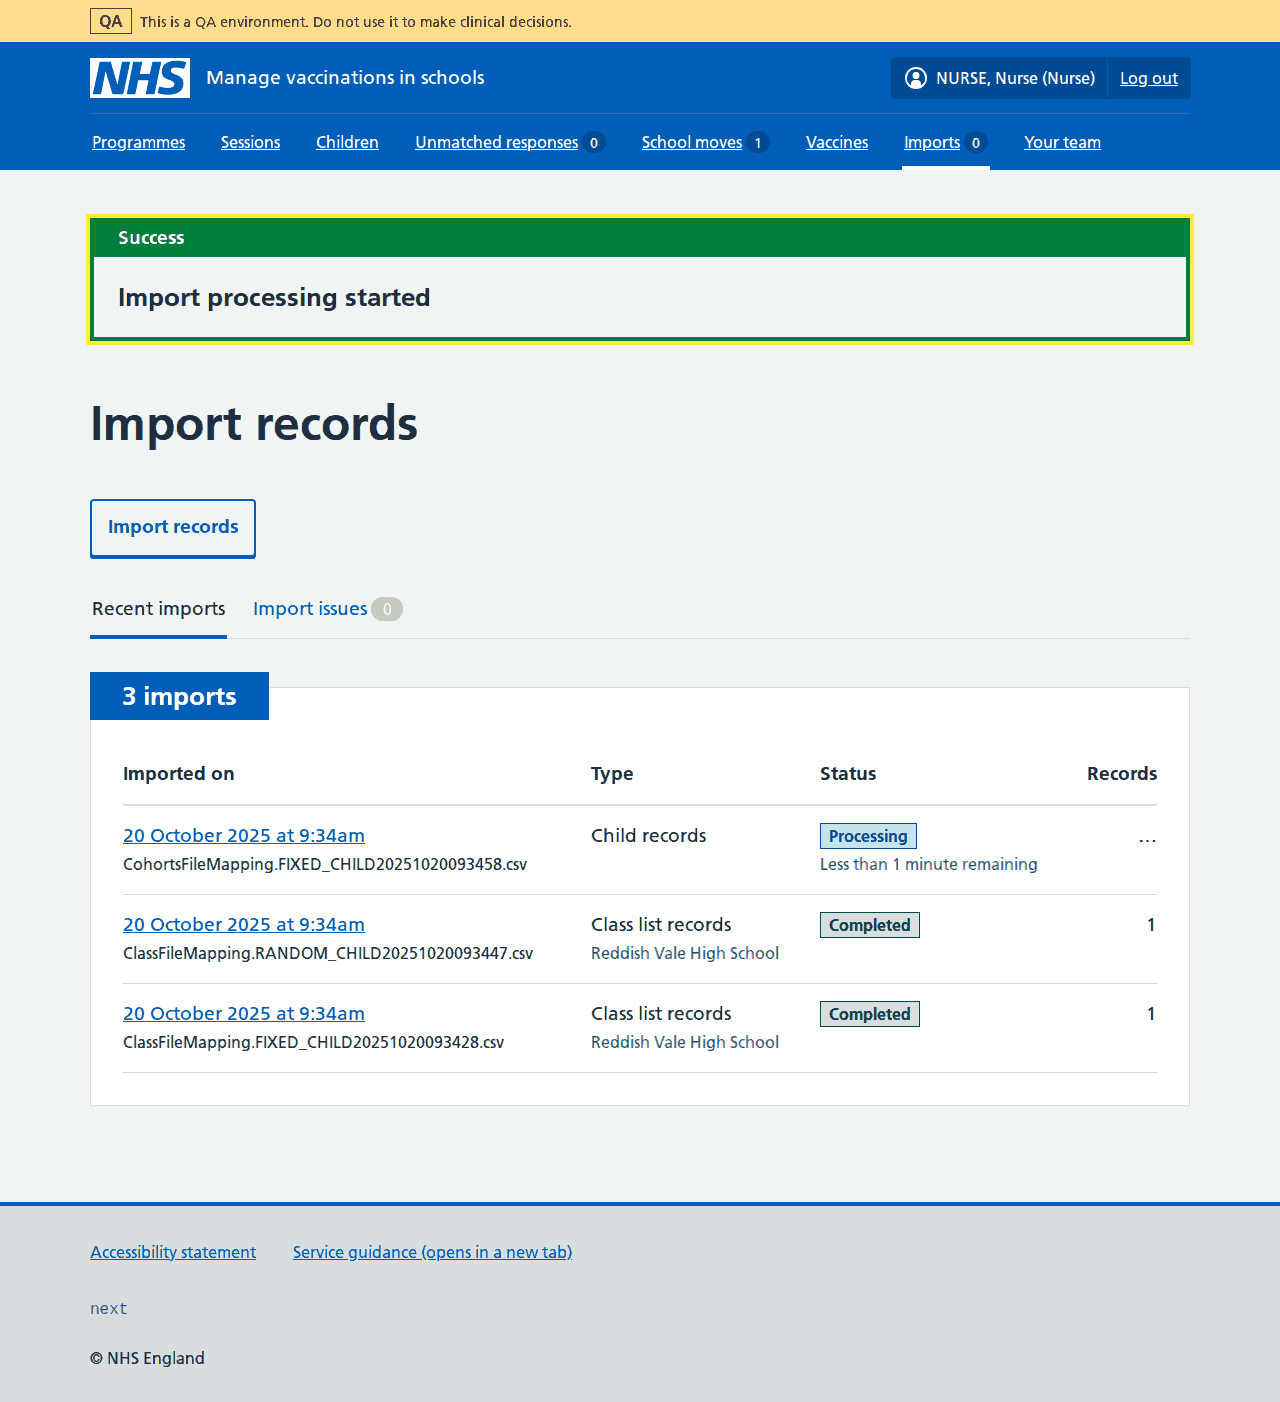 QA This is a QA environment. Do not use it to make clinical decisions.
NHS Manage vaccinations in schools NURSE, Nurse (Nurse) Log out
Programmes Sessions Children Unmatched responses 0 School moves 1 Vaccines Imports 0 Your team
Success
Import processing started
Import records
Import records
Recent imports Import issues 0
3 imports
Imported on Type Status Records
20 October 2025 at 9:34am Child records Processing ...
CohortsFileMapping.FIXED_CHILD20251020093458.csv Less than 1 minute remaining
20 October 2025 at 9:34am Class list records Completed 1
ClassFileMapping.RANDOM_CHILD20251020093447.csv Reddish Vale High School
20 October 2025 at 9:34am Class list records Completed 1
ClassFileMapping.FIXED_CHILD20251020093428.csv Reddish Vale High School
Accessibility statement Service guidance (opens in a new tab)
next
© NHS England